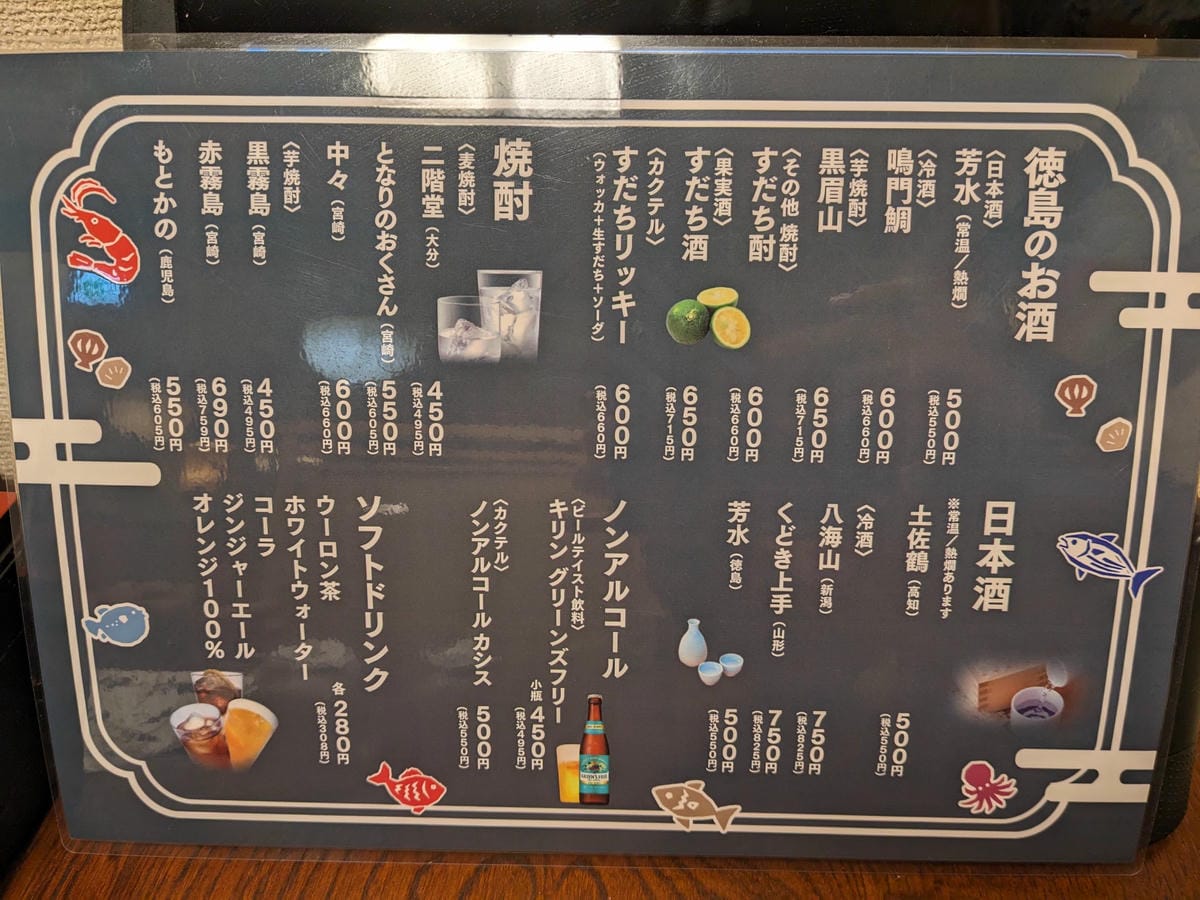 徳島のお酒
〈日本酒〉
芳水（常温／熱燗）
500円
（税込550円）
〈冷酒〉
鳴門鯛
600円
（税込660円）
〈芋焼酎〉
黒眉山
650円
（税込715円）
〈その他 焼酎〉
すだち酎
600円
（税込660円）
〈果実酒〉
すだち酒
650円
（税込715円）
〈カクテル〉
すだちリッキー
（ウォッカ＋生すだち＋ソーダ）
600円
（税込660円）
焼酎
〈麦焼酎〉
二階堂（大分）
450円
（税込495円）
となりのおくさん（宮崎）
550円
（税込605円）
中々（宮崎）
600円
（税込660円）
〈芋焼酎〉
黒霧島（宮崎）
450円
（税込495円）
赤霧島（宮崎）
690円
（税込759円）
もとかの（鹿児島）
550円
（税込605円）
日本酒
※常温／熱燗あります
土佐鶴（高知）
500円
（税込550円）
〈冷酒〉
八海山（新潟）
750円
（税込825円）
くどき上手（山形）
750円
（税込825円）
芳水（徳島）
500円
（税込550円）
ノンアルコール
〈ビールテイスト飲料〉
キリン グリーンズフリー
小瓶 450円
（税込495円）
〈カクテル〉
ノンアルコール カシス
500円
（税込550円）
ソフトドリンク
ウーロン茶
ホワイトウォーター
コーラ
ジンジャーエール
オレンジ100％
各 280円
（税込308円）